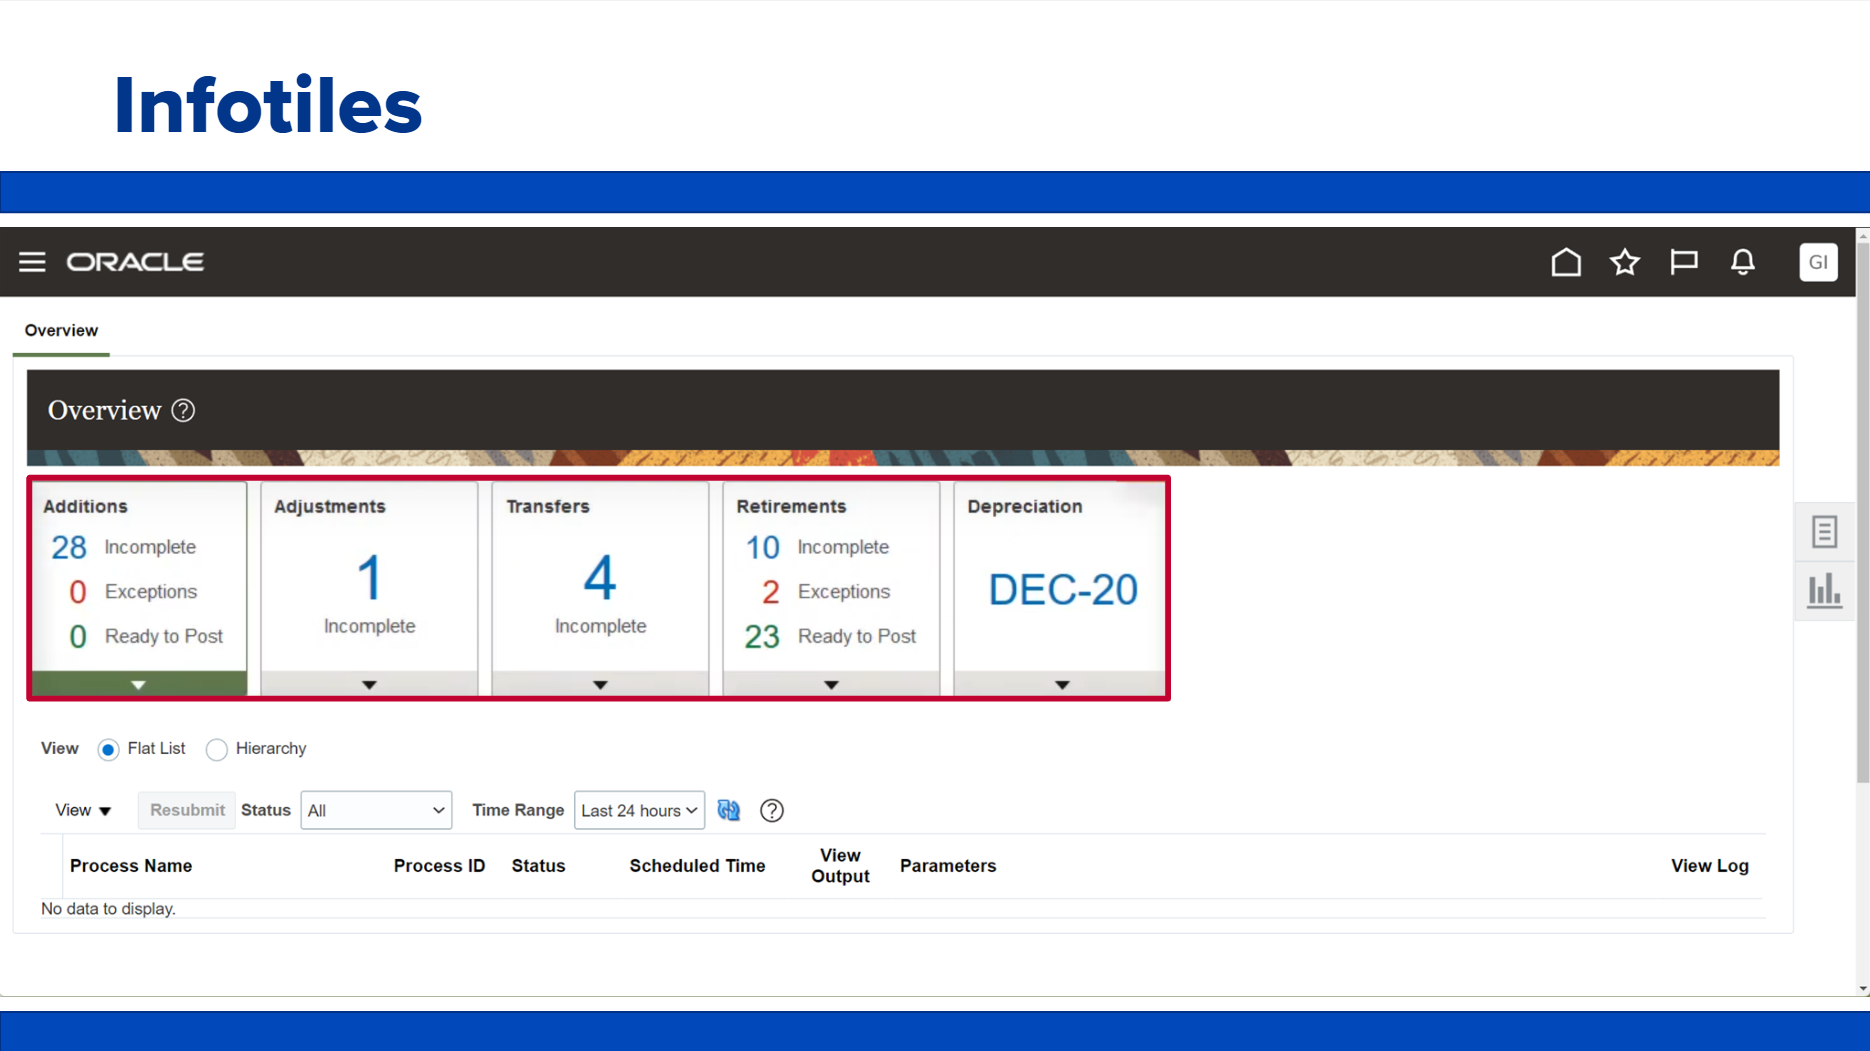 Infotiles
ORACLE
GI
Overview
Overview
Additions
28 Incomplete
0 Exceptions
0 Ready to Post
Adjustments
1
Incomplete
Transfers
4
Incomplete
Retirements
10 Incomplete
2 Exceptions
23 Ready to Post
Depreciation
DEC-20
View Flat List Hierarchy
View Resubmit Status All Time Range Last 24 hours
Process Name Process ID Status Scheduled Time View Output Parameters View Log
No data to display.